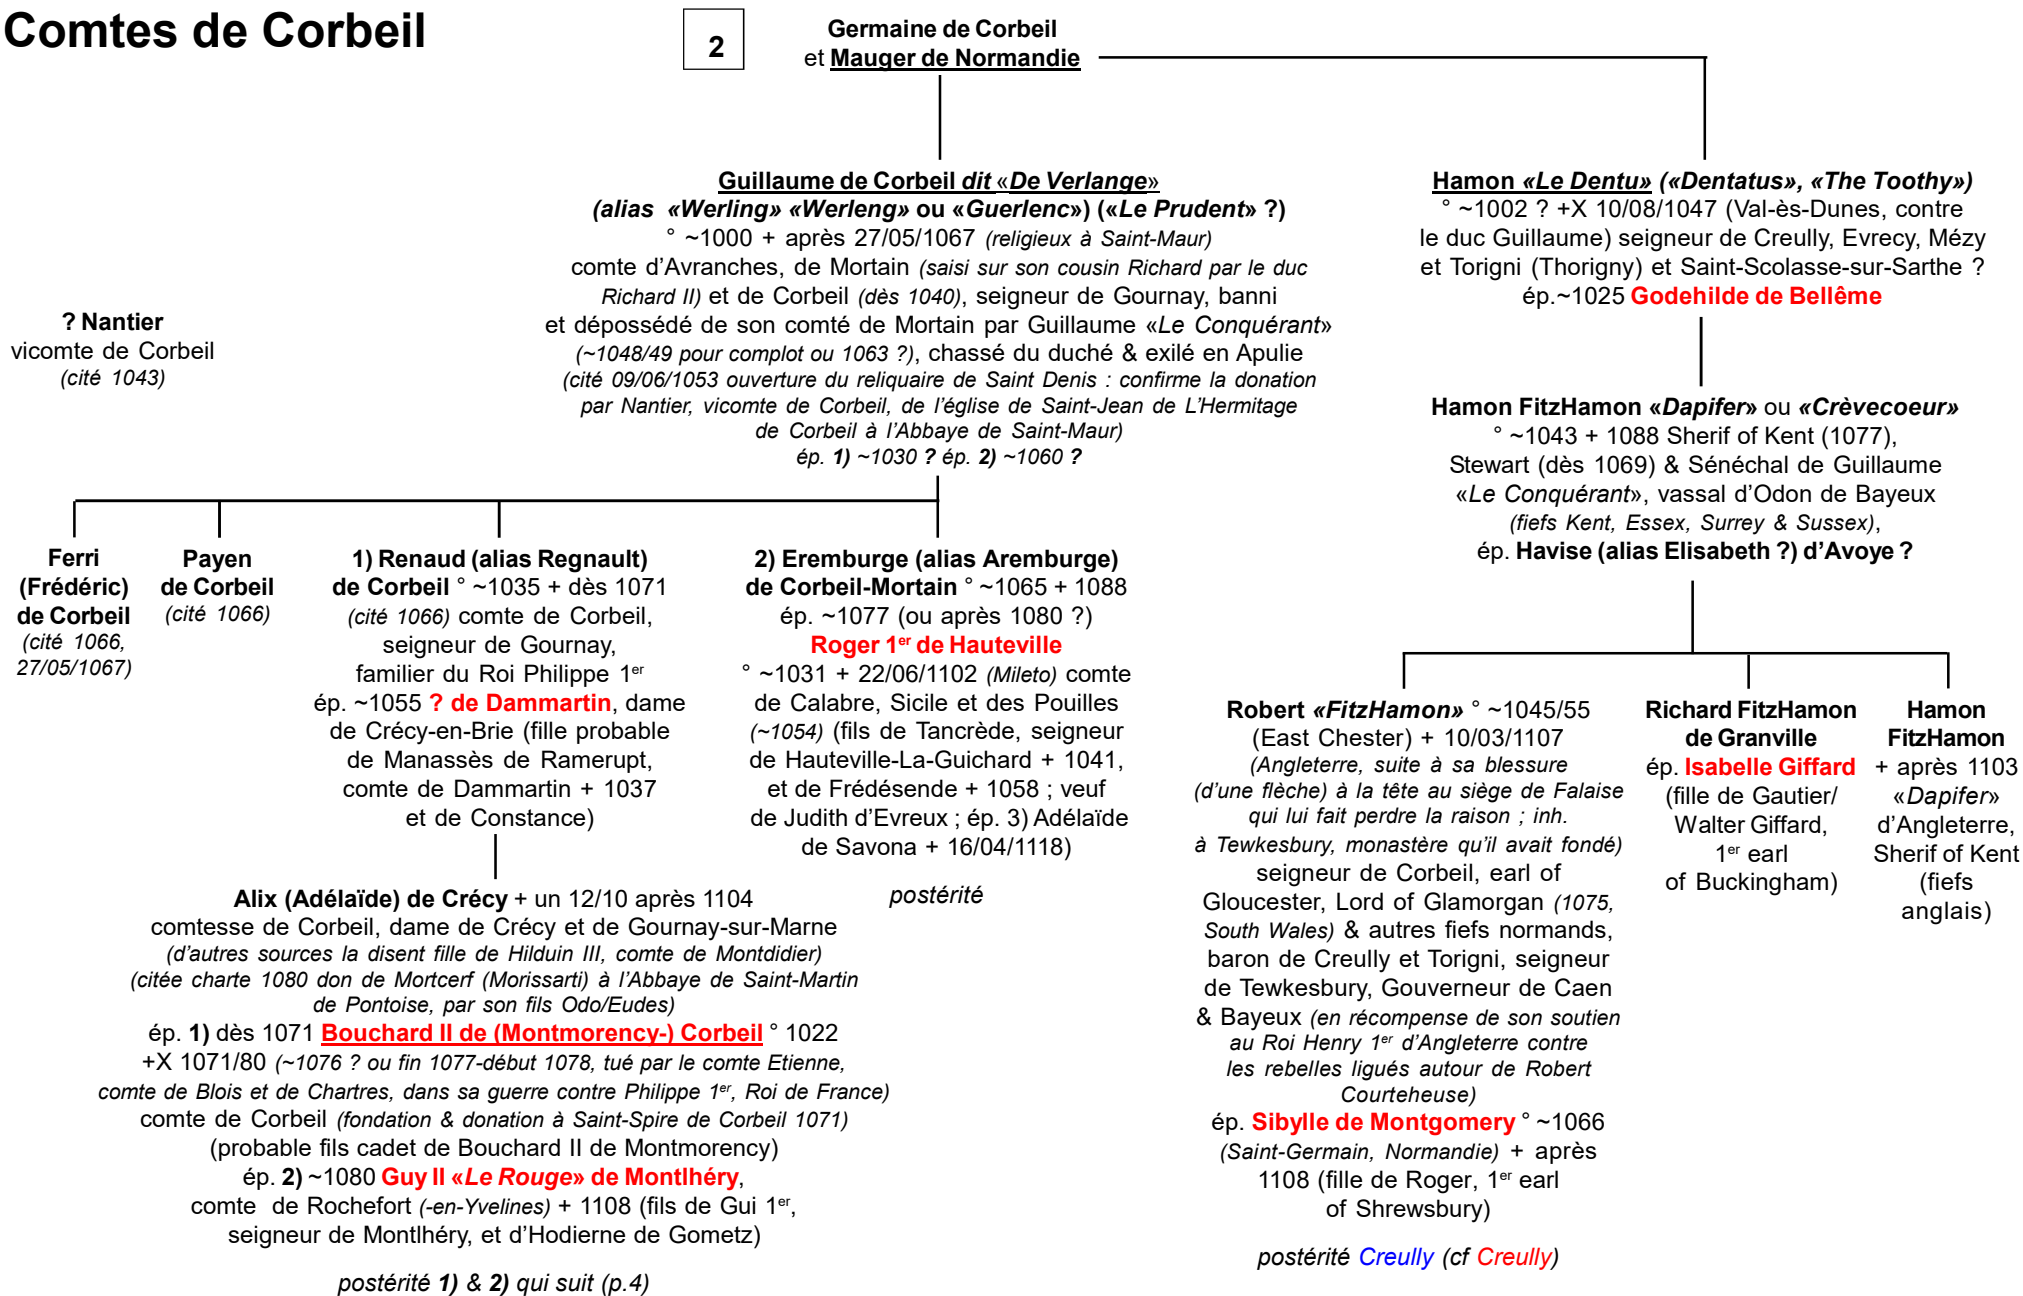 Comtes de Corbeil
2
Germaine de Corbeil
et Mauger de Normandie
Guillaume de Corbeil dit «De Verlange»
(alias «Werling» «Werleng» ou «Guerlenc») («Le Prudent» ?)
° ~1000 + après 27/05/1067 (religieux à Saint-Maur)
comte d'Avranches, de Mortain (saisi sur son cousin Richard par le duc
Richard II) et de Corbeil (dès 1040), seigneur de Gournay, banni
et dépossédé de son comté de Mortain par Guillaume «Le Conquérant»
(~1048/49 pour complot ou 1063 ?), chassé du duché & exilé en Apulie
(cité 09/06/1053 ouverture du reliquaire de Saint Denis : confirme la donation
par Nantier, vicomte de Corbeil, de l'église de Saint-Jean de L'Hermitage
de Corbeil à l'Abbaye de Saint-Maur)
ép. 1) ~1030 ? ép. 2) ~1060 ?
Hamon «Le Dentu» («Dentatus», «The Toothy»)
° ~1002 ? +X 10/08/1047 (Val-ès-Dunes, contre
le duc Guillaume) seigneur de Creully, Evrecy, Mézy
et Torigni (Thorigny) et Saint-Scolasse-sur-Sarthe ?
ép.~1025 Godehilde de Bellême
? Nantier
vicomte de Corbeil
(cité 1043)
Hamon FitzHamon «Dapifer» ou «Crèvecoeur»
° ~1043 + 1088 Sherif of Kent (1077),
Stewart (dès 1069) & Sénéchal de Guillaume
«Le Conquérant», vassal d'Odon de Bayeux
(fiefs Kent, Essex, Surrey & Sussex),
ép. Havise (alias Elisabeth ?) d'Avoye ?
Ferri
(Frédéric)
de Corbeil
(cité 1066,
27/05/1067)
Payen
de Corbeil
(cité 1066)
1) Renaud (alias Regnault)
de Corbeil ° ~1035 + dès 1071
(cité 1066) comte de Corbeil,
seigneur de Gournay,
familier du Roi Philippe 1er
ép. ~1055 ? de Dammartin, dame
de Crécy-en-Brie (fille probable
de Manassès de Ramerupt,
comte de Dammartin + 1037
et de Constance)
2) Eremburge (alias Aremburge)
de Corbeil-Mortain ° ~1065 + 1088
ép. ~1077 (ou après 1080 ?)
Roger 1er de Hauteville
° ~1031 + 22/06/1102 (Mileto) comte
de Calabre, Sicile et des Pouilles
(~1054) (fils de Tancrède, seigneur
de Hauteville-La-Guichard + 1041,
et de Frédésende + 1058 ; veuf
de Judith d'Evreux ; ép. 3) Adélaïde
de Savona + 16/04/1118)
postérité
Alix (Adélaïde) de Crécy + un 12/10 après 1104
comtesse de Corbeil, dame de Crécy et de Gournay-sur-Marne
(d'autres sources la disent fille de Hilduin III, comte de Montdidier)
(citée charte 1080 don de Mortcerf (Morissarti) à l'Abbaye de Saint-Martin
de Pontoise, par son fils Odo/Eudes)
ép. 1) dès 1071 Bouchard II de (Montmorency-) Corbeil ° 1022
+X 1071/80 (~1076 ? ou fin 1077-début 1078, tué par le comte Etienne,
comte de Blois et de Chartres, dans sa guerre contre Philippe 1er, Roi de France)
comte de Corbeil (fondation & donation à Saint-Spire de Corbeil 1071)
(probable fils cadet de Bouchard II de Montmorency)
ép. 2) ~1080 Guy II «Le Rouge» de Montlhéry,
comte de Rochefort (-en-Yvelines) + 1108 (fils de Gui 1er,
seigneur de Montlhéry, et d'Hodierne de Gometz)
postérité 1) & 2) qui suit (p.4)
Robert «FitzHamon» ° ~1045/55
(East Chester) + 10/03/1107
(Angleterre, suite à sa blessure
(d'une flèche) à la tête au siège de Falaise
qui lui fait perdre la raison ; inh.
à Tewkesbury, monastère qu'il avait fondé)
seigneur de Corbeil, earl of
Gloucester, Lord of Glamorgan (1075,
South Wales) & autres fiefs normands,
baron de Creully et Torigni, seigneur
de Tewkesbury, Gouverneur de Caen
& Bayeux (en récompense de son soutien
au Roi Henry 1er d'Angleterre contre
les rebelles ligués autour de Robert
Courteheuse)
ép. Sibylle de Montgomery ° ~1066
(Saint-Germain, Normandie) + après
1108 (fille de Roger, 1er earl
of Shrewsbury)
postérité Creully (cf Creully)
Richard FitzHamon
de Granville
ép. Isabelle Giffard
(fille de Gautier/
Walter Giffard,
1er earl
of Buckingham)
Hamon
FitzHamon
+ après 1103
«Dapifer»
d'Angleterre,
Sherif of Kent
(fiefs
anglais)